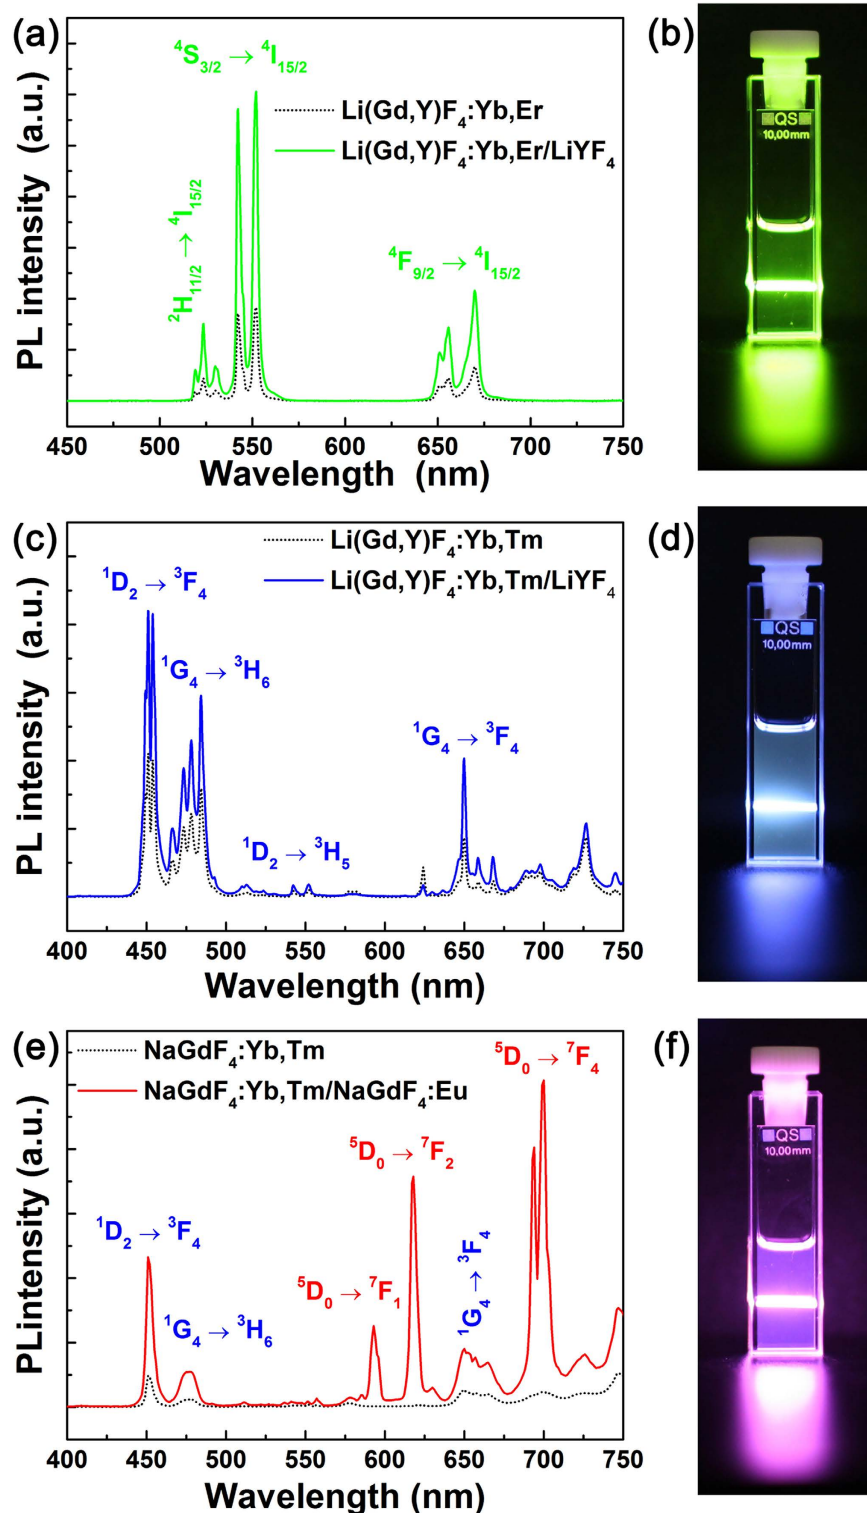 (a)
⁴S₃/₂ → ⁴I₁₅/₂
Li(Gd,Y)F₄:Yb,Er
Li(Gd,Y)F₄:Yb,Er/LiYF₄
²H₁₁/₂ → ⁴I₁₅/₂
⁴F₉/₂ → ⁴I₁₅/₂
PL intensity (a.u.)
450 500 550 600 650 700 750
Wavelength (nm)
(b)
QS
10,00mm
(c)
Li(Gd,Y)F₄:Yb,Tm
Li(Gd,Y)F₄:Yb,Tm/LiYF₄
¹D₂ → ³F₄
¹G₄ → ³H₆
¹G₄ → ³F₄
¹D₂ → ³H₅
PL intensity (a.u.)
400 450 500 550 600 650 700 750
Wavelength (nm)
(d)
QS
10,00mm
(e)
NaGdF₄:Yb,Tm
NaGdF₄:Yb,Tm/NaGdF₄:Eu
⁵D₀ → ⁷F₄
⁵D₀ → ⁷F₂
¹D₂ → ³F₄
¹G₄ → ³H₆
⁵D₀ → ⁷F₁
¹G₄ → ³F₄
PLintensity (a.u.)
400 450 500 550 600 650 700 750
Wavelength (nm)
(f)
QS
10,00mm